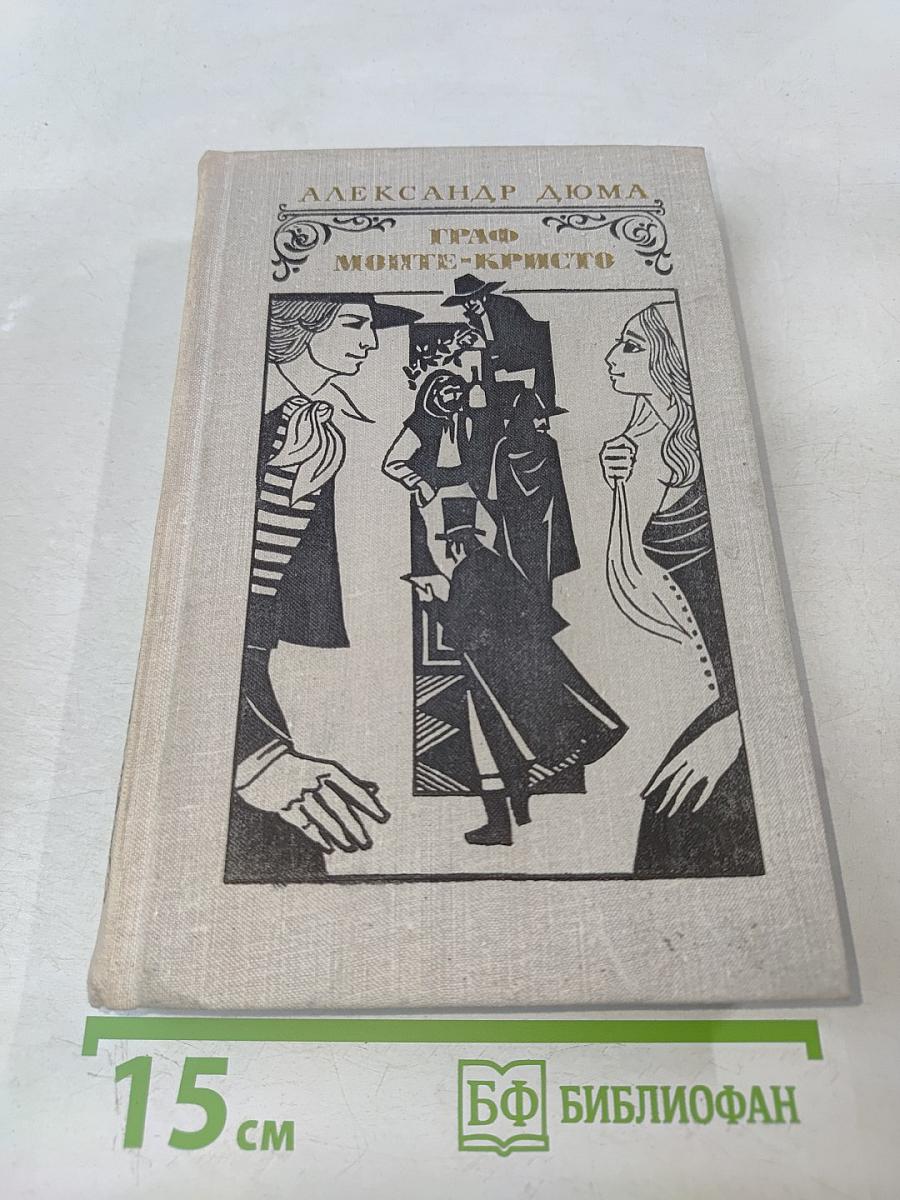 АЛЕКСАНДР ДЮМА
ГРАФ
МОНТЕ-КРИСТО
15 см
БФ БИБЛИОФАН